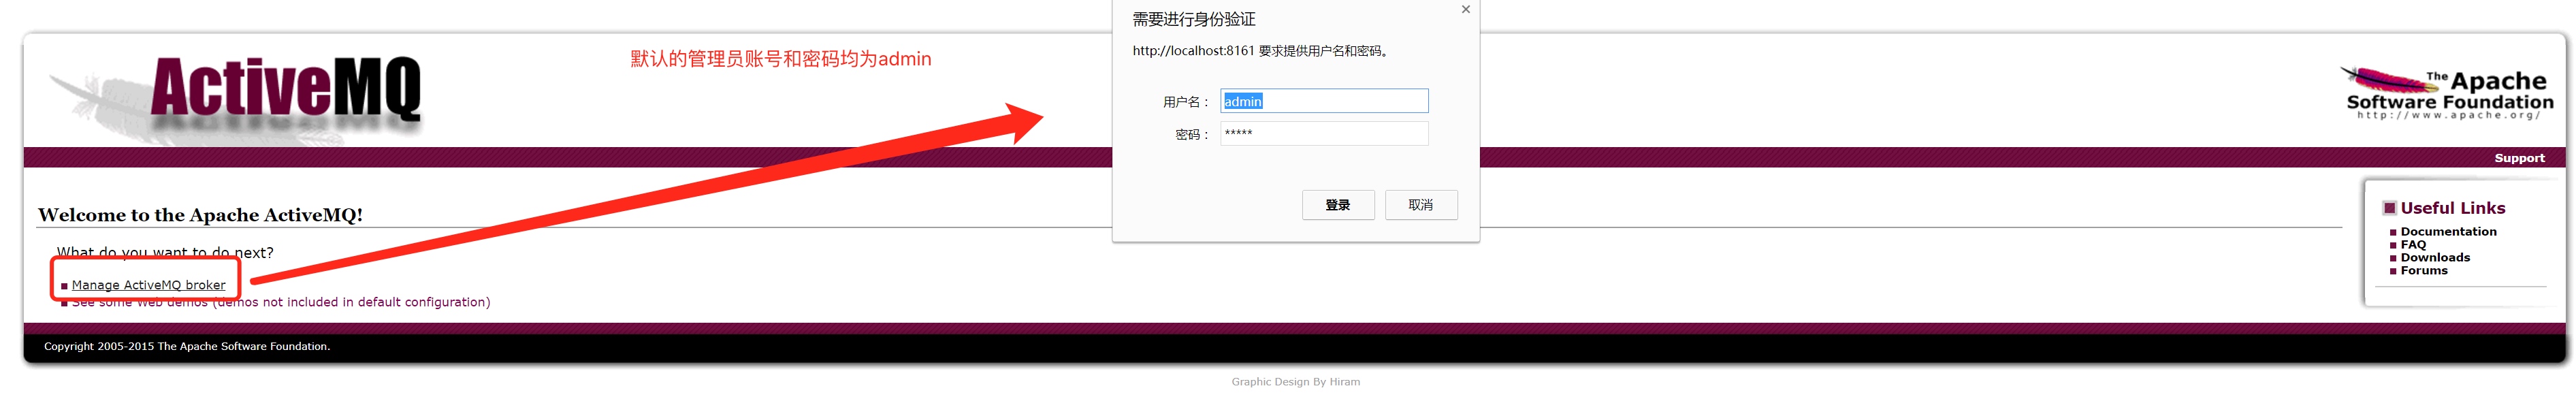 需要进行身份验证
http://localhost:8161 要求提供用户名和密码。
默认的管理员账号和密码均为admin
ActiveMQ
The Apache
Software Foundation
http://www.apache.org/
用户名：
admin
密码：
*****
登录
取消
Support
Welcome to the Apache ActiveMQ!
What do you want to do next?
Manage ActiveMQ broker
See some Web demos (demos not included in default configuration)
Useful Links
Documentation
FAQ
Downloads
Forums
Copyright 2005-2015 The Apache Software Foundation.
Graphic Design By Hiram